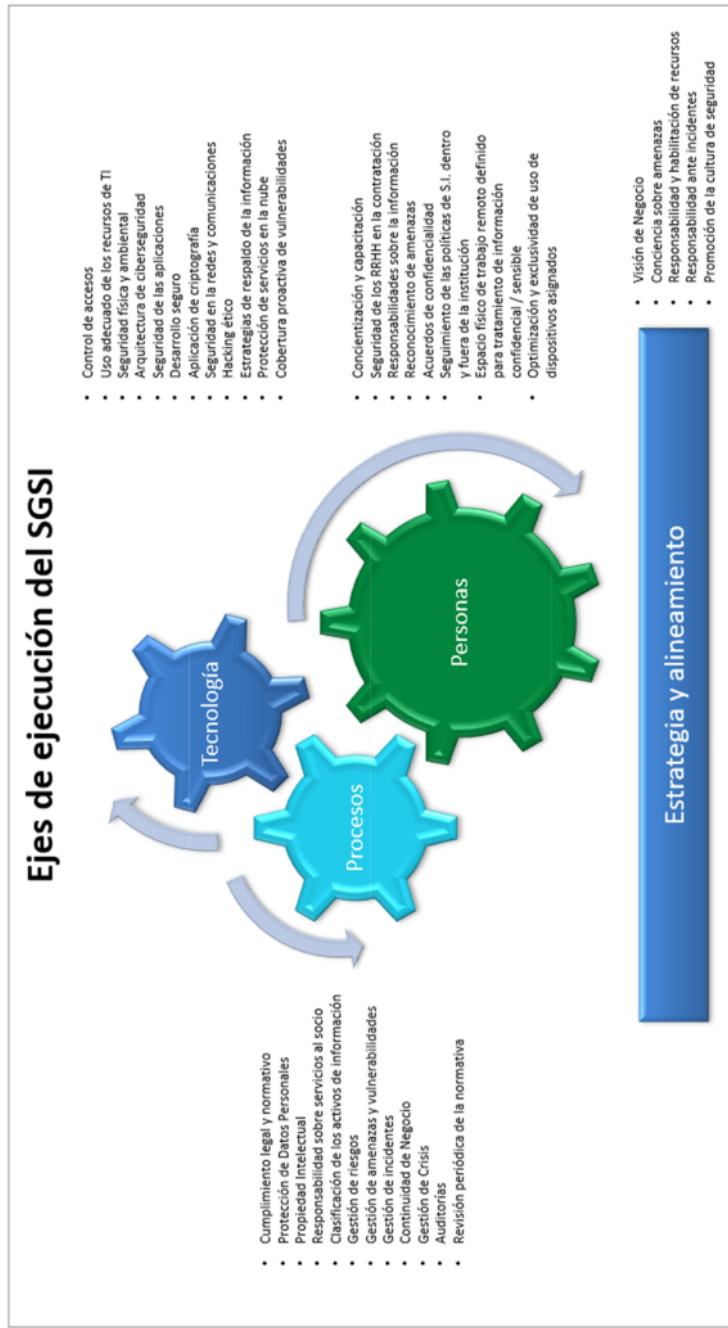 Ejes de ejecución del SGSI
• Control de accesos
• Uso adecuado de los recursos de TI
• Seguridad física y ambiental
• Arquitectura de ciberseguridad
• Seguridad de las aplicaciones
• Desarrollo seguro
• Aplicación de criptografía
• Seguridad en la redes y comunicaciones
• Hacking ético
• Estrategias de respaldo de la información
• Protección de servicios en la nube
• Cobertura proactiva de vulnerabilidades
Tecnología
Procesos
Personas
• Cumplimiento legal y normativo
• Protección de Datos Personales
• Propiedad Intelectual
• Responsabilidad sobre servicios al socio
• Clasificación de los activos de información
• Gestión de riesgos
• Gestión de amenazas y vulnerabilidades
• Gestión de incidentes
• Continuidad de Negocio
• Gestión de Crisis
• Auditorías
• Revisión periódica de la normativa
• Concientización y capacitación
• Seguridad de los RRHH en la contratación
• Responsabilidades sobre la información
• Reconocimiento de amenazas
• Acuerdos de confidencialidad
• Seguimiento de las políticas de S.I. dentro
y fuera de la institución
• Espacio físico de trabajo remoto definido
para tratamiento de información
confidencial / sensible
• Optimización y exclusividad de uso de
dispositivos asignados
Estrategia y alineamiento
• Visión de Negocio
• Conciencia sobre amenazas
• Responsabilidad y habilitación de recursos
• Responsabilidad ante incidentes
• Promoción de la cultura de seguridad